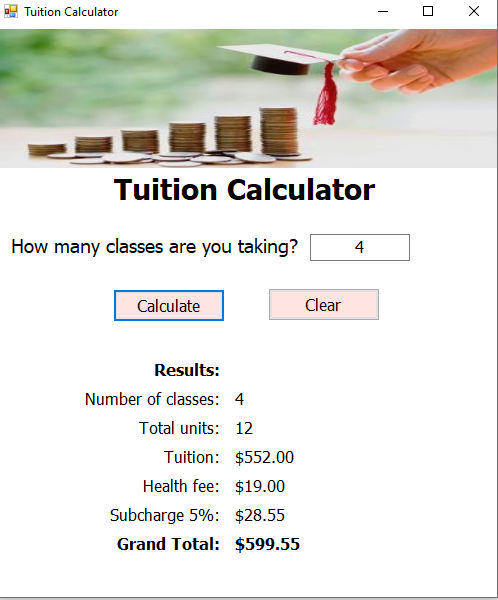 Tuition Calculator
Tuition Calculator
How many classes are you taking? 4
Calculate Clear
Results:
Number of classes: 4
Total units: 12
Tuition: $552.00
Health fee: $19.00
Subcharge 5%: $28.55
Grand Total: $599.55